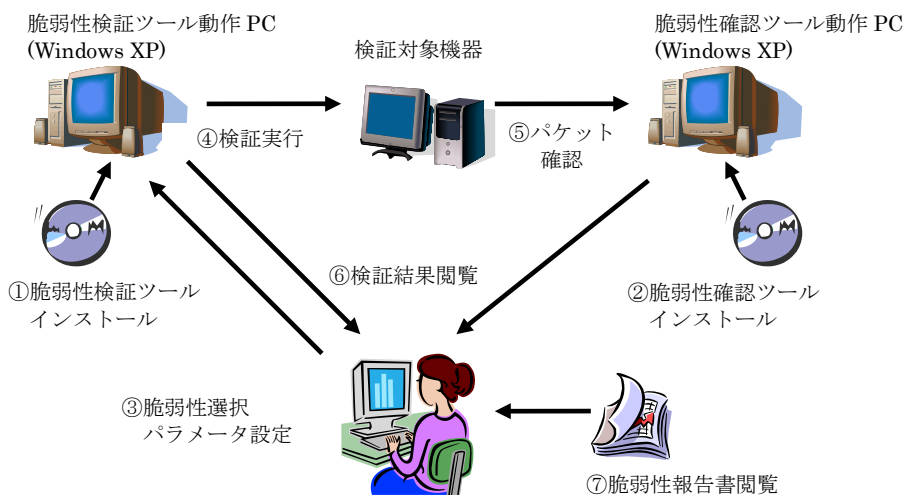 脆弱性検証ツール動作 PC
(Windows XP)
検証対象機器
脆弱性確認ツール動作 PC
(Windows XP)
④検証実行
⑤パケット
確認
①脆弱性検証ツール
インストール
⑥検証結果閲覧
②脆弱性確認ツール
インストール
③脆弱性選択
パラメータ設定
⑦脆弱性報告書閲覧